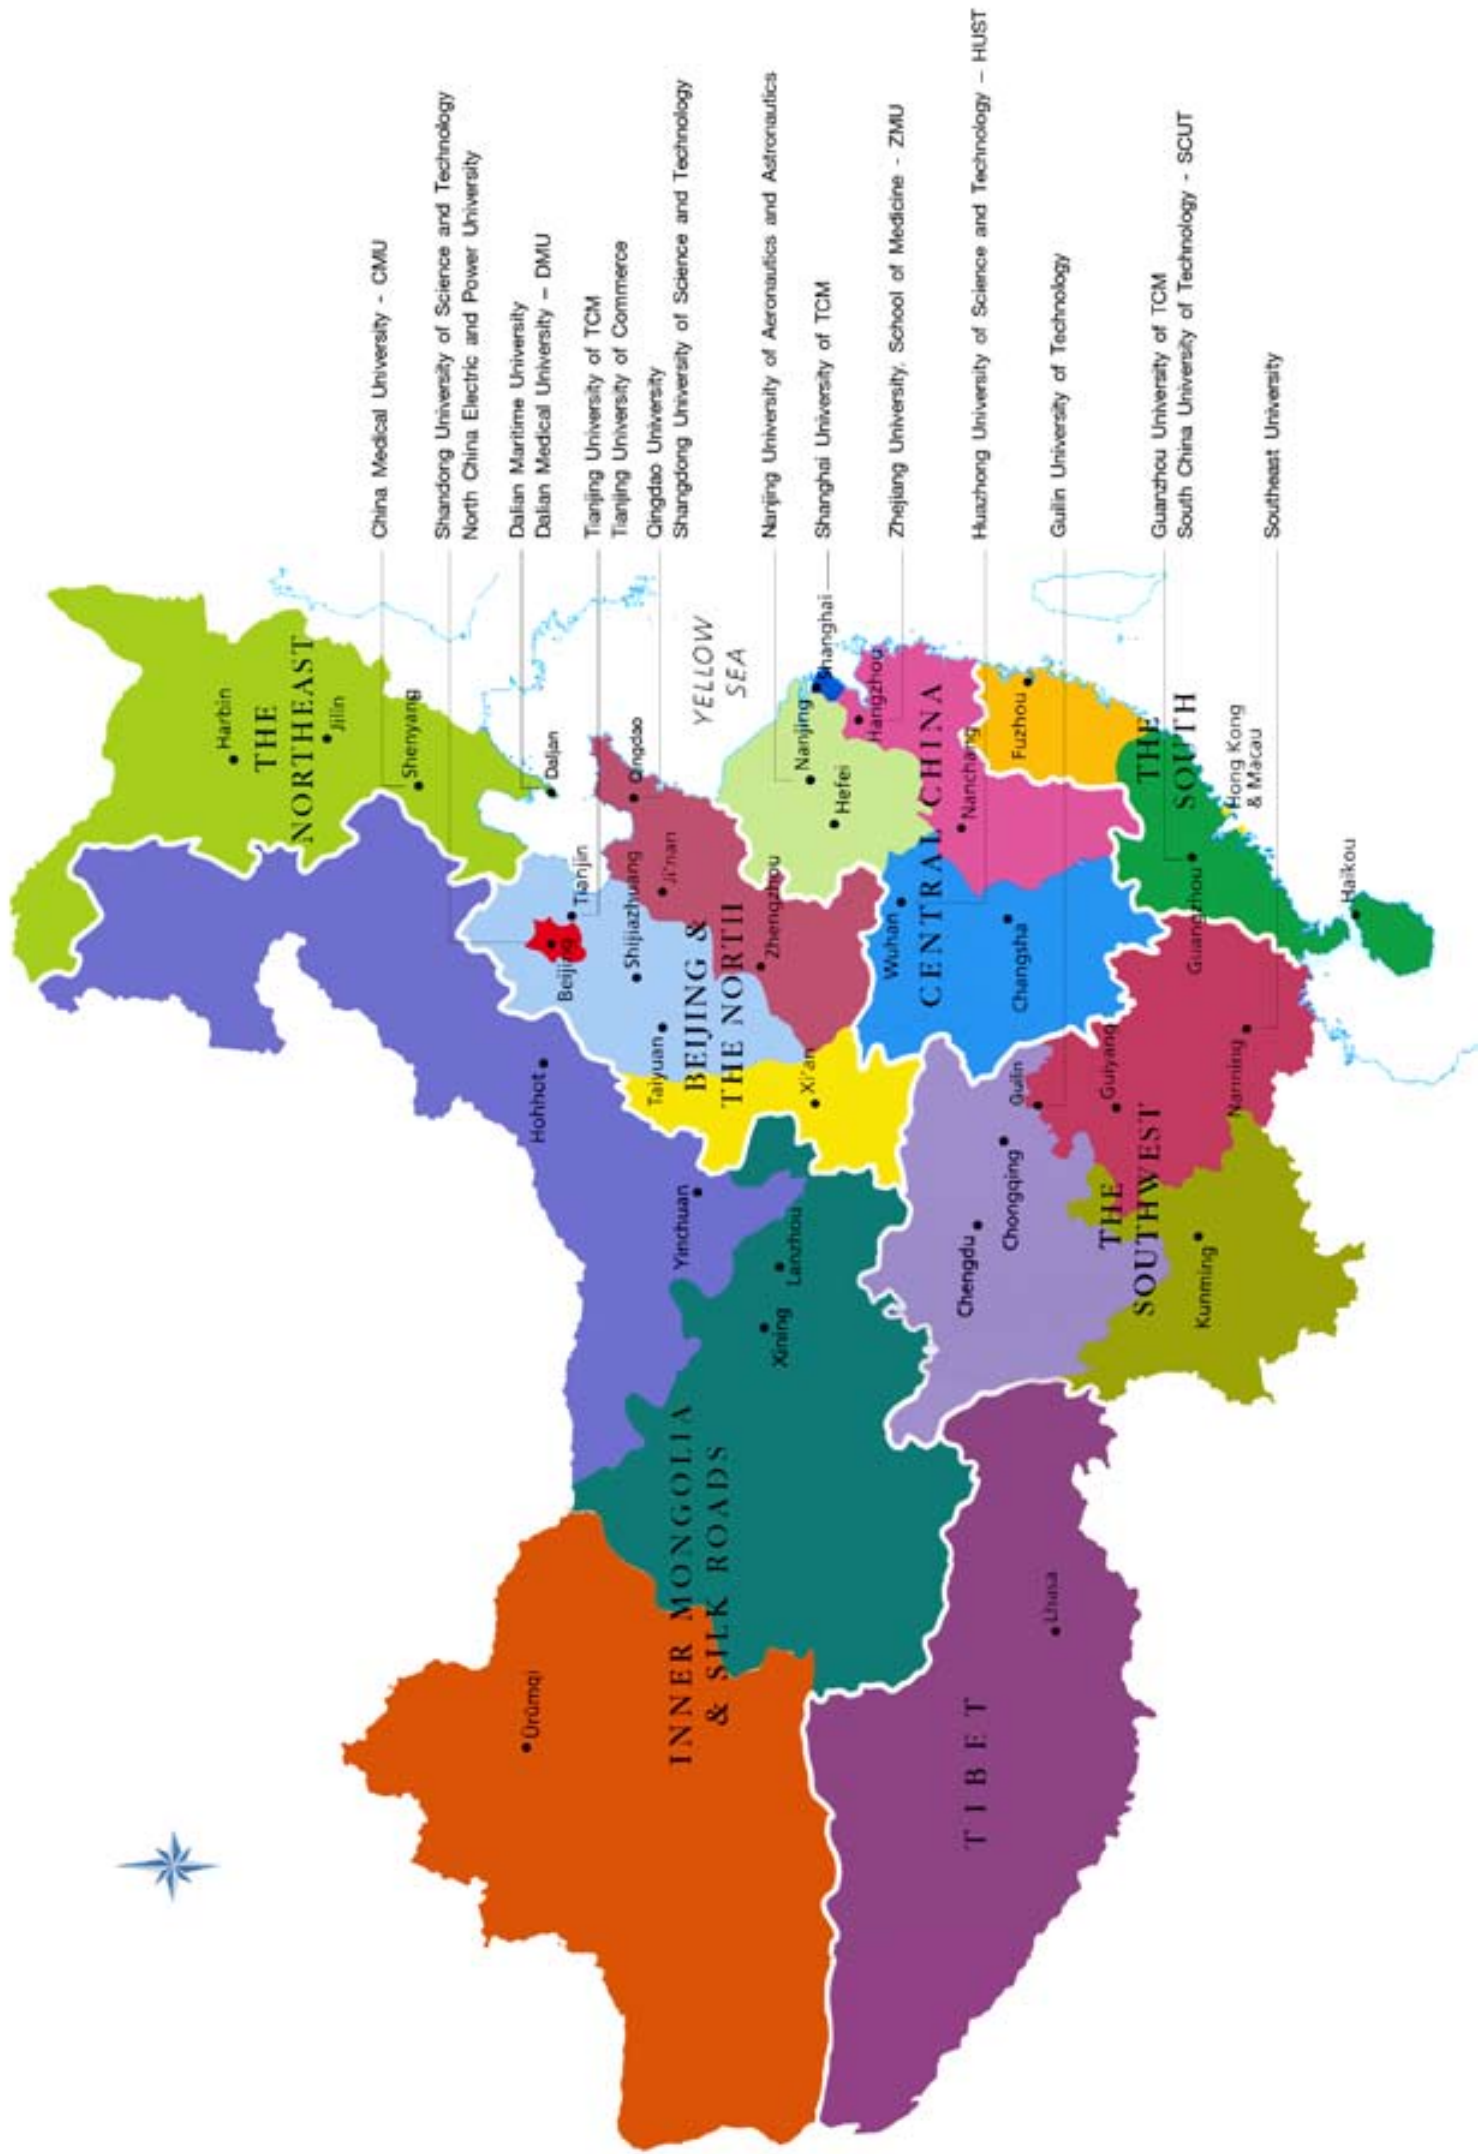 China Medical University - CMU
Shandong University of Science and Technology
North China Electric and Power University
Dalian Maritime University
Dalian Medical University – DMU
Tianjing University of TCM
Tianjing University of Commerce
Qingdao University
Shangdong University of Science and Technology
Nanjing University of Aeronautics and Astronautics
Shanghai University of TCM
Zhejiang University, School of Medicine - ZMU
Huazhong University of Science and Technology – HUST
Guilin University of Technology
Guanzhou University of TCM
South China University of Technology - SCUT
Southeast University
Harbin
THE
NORTHEAST
Jilin
Shenyang
Dalian
Ürümqi
Hohhot
Beijing
Tianjin
Shijiazhuang
Taiyuan
Ji'nan
Qingdao
YELLOW
SEA
BEIJING &
THE NORTH
Yinchuan
INNER MONGOLIA
& SILK ROADS
Xining
Lanzhou
Xi'an
Zhengzhou
Nanjing
Hefei
Shanghai
Hangzhou
Wuhan
CENTRAL CHINA
Nanchang
Changsha
Fuzhou
TIBET
Lhasa
Chengdu
Chongqing
Guilin
Guiyang
THE
SOUTHWEST
Kunming
Nanning
THE
SOUTH
Guangzhou
Hong Kong
& Macau
Haikou